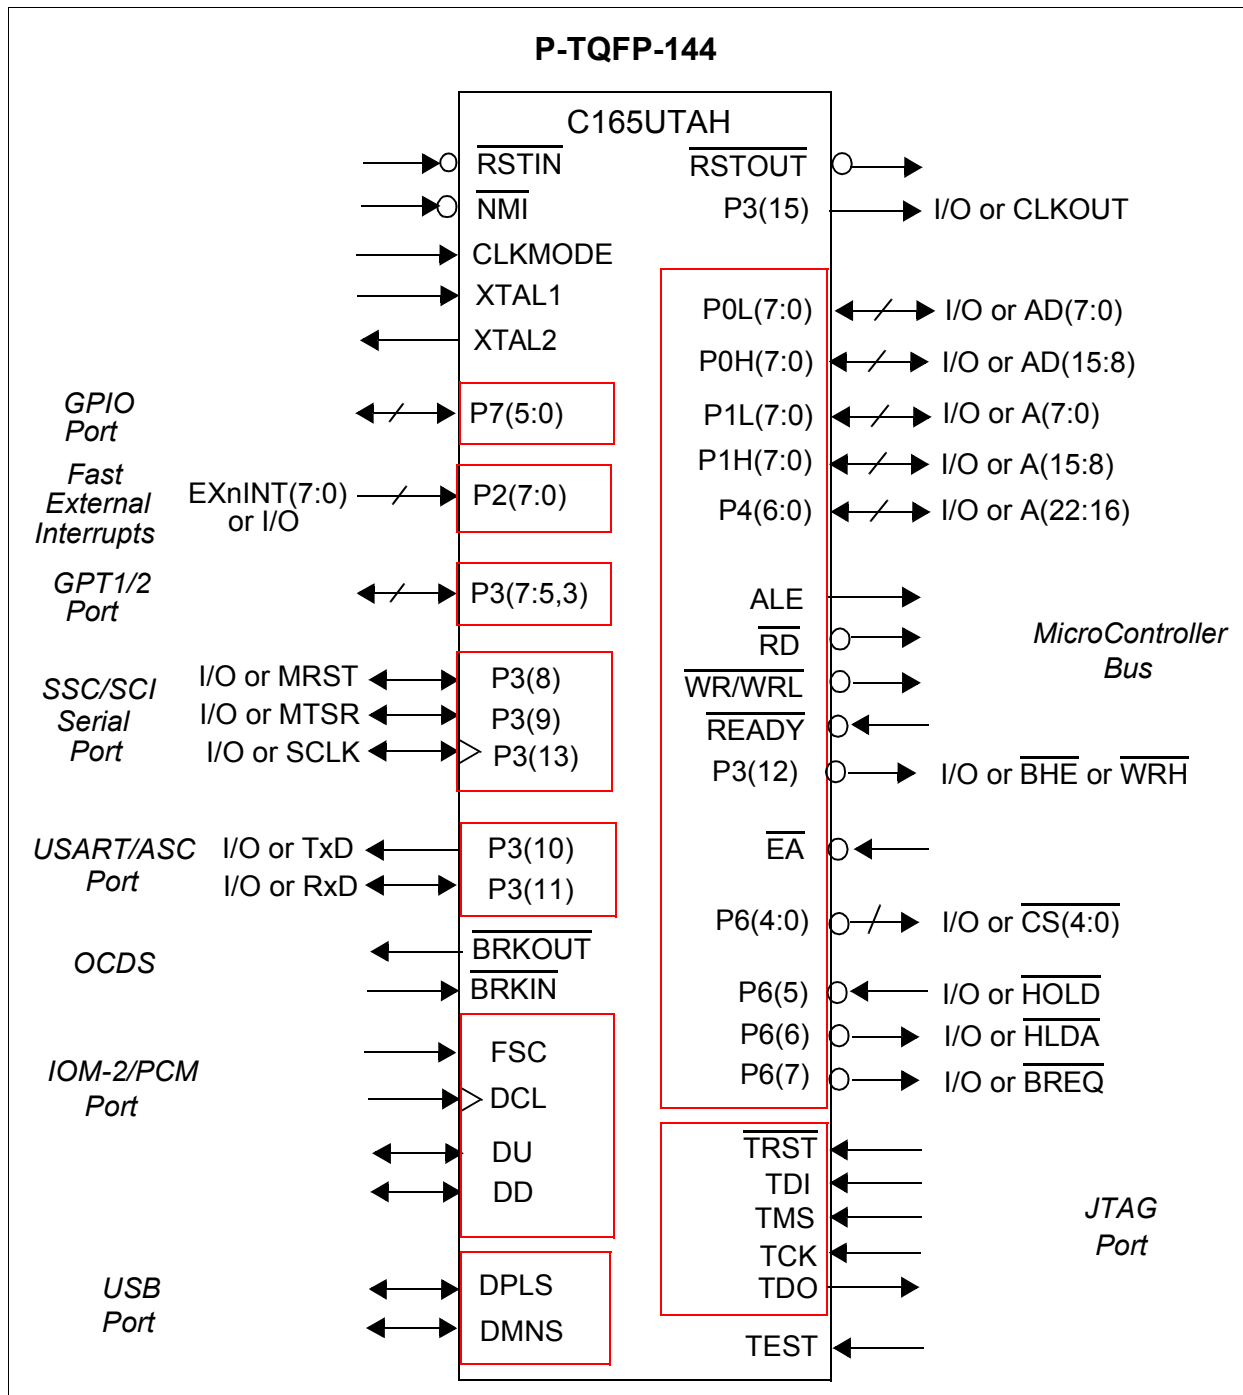 P-TQFP-144
C165UTAH
RSTIN
RSTOUT
NMI
P3(15)
I/O or CLKOUT
CLKMODE
XTAL1
XTAL2
P0L(7:0)
I/O or AD(7:0)
P0H(7:0)
I/O or AD(15:8)
P1L(7:0)
I/O or A(7:0)
P1H(7:0)
I/O or A(15:8)
P4(6:0)
I/O or A(22:16)
GPIO
Port
P7(5:0)
Fast
External
Interrupts
EXnINT(7:0)
or I/O
P2(7:0)
GPT1/2
Port
P3(7:5,3)
ALE
RD
WR/WRL
READY
P3(12)
I/O or BHE or WRH
MicroController
Bus
SSC/SCI
Serial
Port
I/O or MRST
P3(8)
I/O or MTSR
P3(9)
I/O or SCLK
P3(13)
EA
USART/ASC
Port
I/O or TxD
P3(10)
I/O or RxD
P3(11)
P6(4:0)
I/O or CS(4:0)
OCDS
BRKOUT
BRKIN
P6(5)
I/O or HOLD
P6(6)
I/O or HLDA
P6(7)
I/O or BREQ
IOM-2/PCM
Port
FSC
DCL
DU
DD
TRST
TDI
TMS
TCK
TDO
JTAG
Port
USB
Port
DPLS
DMNS
TEST